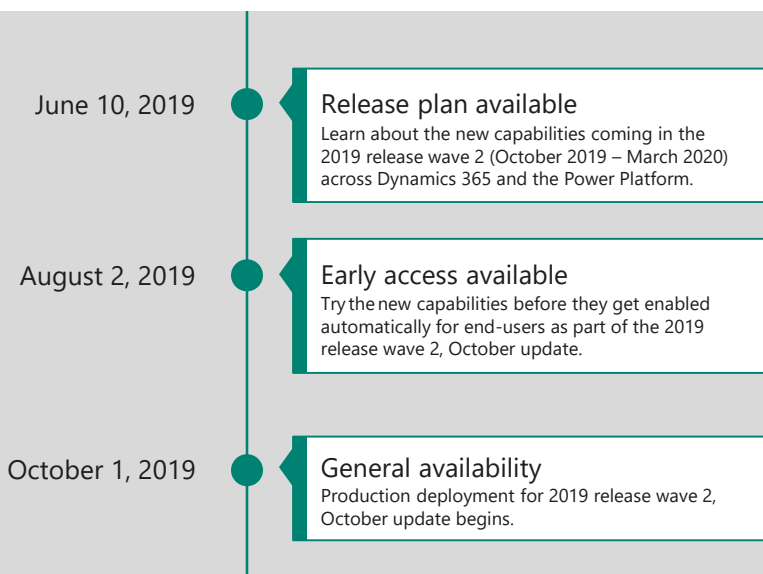 June 10, 2019
Release plan available
Learn about the new capabilities coming in the
2019 release wave 2 (October 2019 – March 2020)
across Dynamics 365 and the Power Platform.
August 2, 2019
Early access available
Try the new capabilities before they get enabled
automatically for end-users as part of the 2019
release wave 2, October update.
October 1, 2019
General availability
Production deployment for 2019 release wave 2,
October update begins.